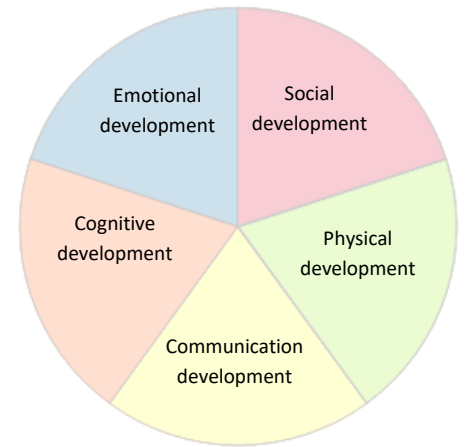 Emotional
development
Social
development
Cognitive
development
Physical
development
Communication
development